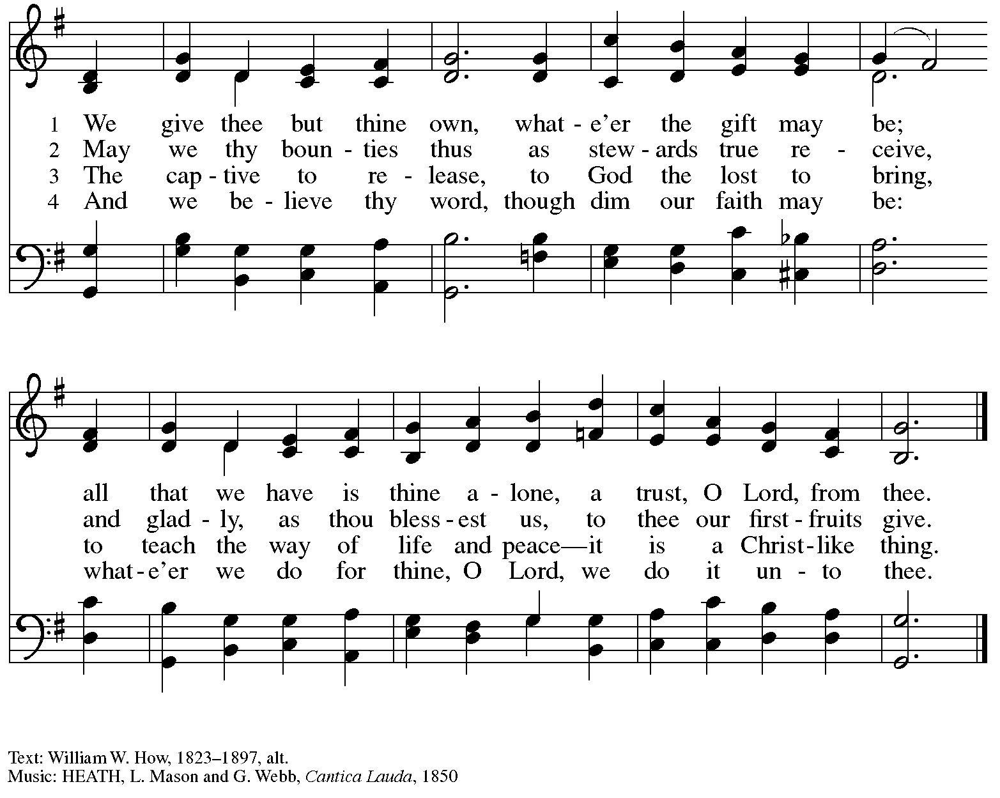 1 We give thee but thine own, what - e’er the gift may be;
2 May we thy boun - ties thus as stew - ards true re - ceive,
3 The cap - tive to re - lease, to God the lost to bring,
4 And we be - lieve thy word, though dim our faith may be:
all that we have is thine a - lone, a trust, O Lord, from thee.
and glad - ly, as thou bless - est us, to thee our first - fruits give.
to teach the way of life and peace—it is a Christ-like thing.
what - e’er we do for thine, O Lord, we do it un - to thee.
Text: William W. How, 1823–1897, alt.
Music: HEATH, L. Mason and G. Webb, Cantica Lauda, 1850